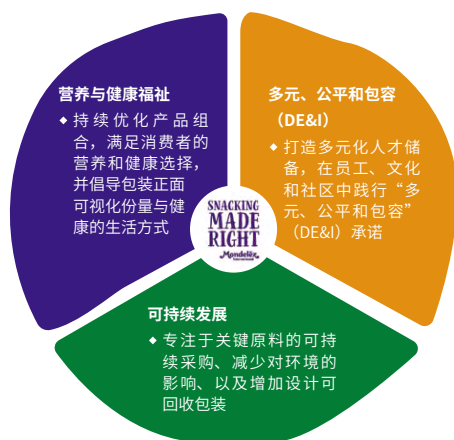 营养与健康福祉
◆ 持续优化产品组
合，满足消费者的
营养和健康选择，
并倡导包装正面
可视化份量与健
康的生活方式
多元、公平和包容
（DE&I）
◆ 打造多元化人才储
备，在员工、文化
和社区中践行“多
元、公平和包容”
（DE&I）承诺
SNACKING
MADE
RIGHT
Mondelēz
International
可持续发展
◆ 专注于关键原料的可持
续采购、减少对环境的
影响、以及增加设计可
回收包装